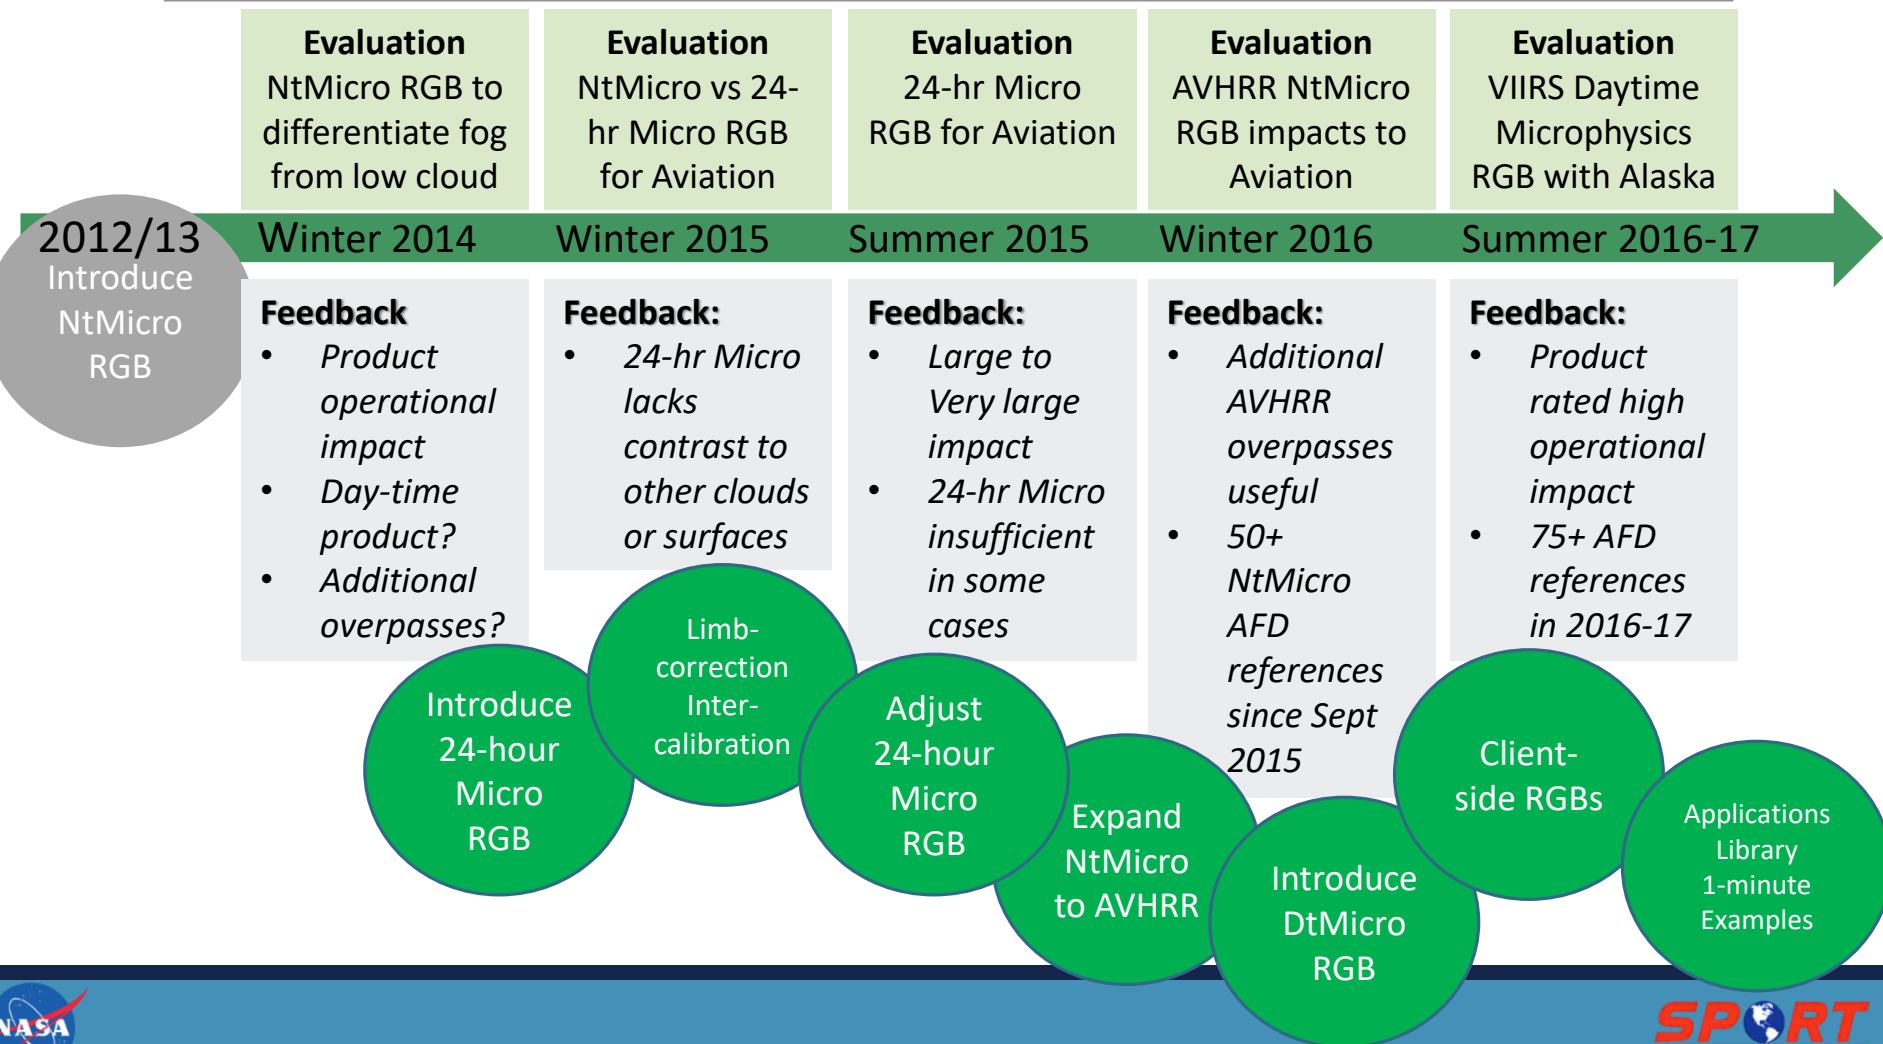 Evaluation
NtMicro RGB to
differentiate fog
from low cloud
Evaluation
NtMicro vs 24-
hr Micro RGB
for Aviation
Evaluation
24-hr Micro
RGB for Aviation
Evaluation
AVHRR NtMicro
RGB impacts to
Aviation
Evaluation
VIIRS Daytime
Microphysics
RGB with Alaska
2012/13
Introduce
NtMicro
RGB
Winter 2014
Winter 2015
Summer 2015
Winter 2016
Summer 2016-17
Feedback
• Product
operational
impact
• Day-time
product?
• Additional
overpasses?
Feedback:
• 24-hr Micro
lacks
contrast to
other clouds
or surfaces
Feedback:
• Large to
Very large
impact
• 24-hr Micro
insufficient
in some
cases
Feedback:
• Additional
AVHRR
overpasses
useful
• 50+
NtMicro
AFD
references
since Sept
2015
Feedback:
• Product
rated high
operational
impact
• 75+ AFD
references
in 2016-17
Introduce
24-hour
Micro
RGB
Limb-
correction
Inter-
calibration
Adjust
24-hour
Micro
RGB
Expand
NtMicro
to AVHRR
Introduce
DtMicro
RGB
Client-
side RGBs
Applications
Library
1-minute
Examples
NASA
SPORT